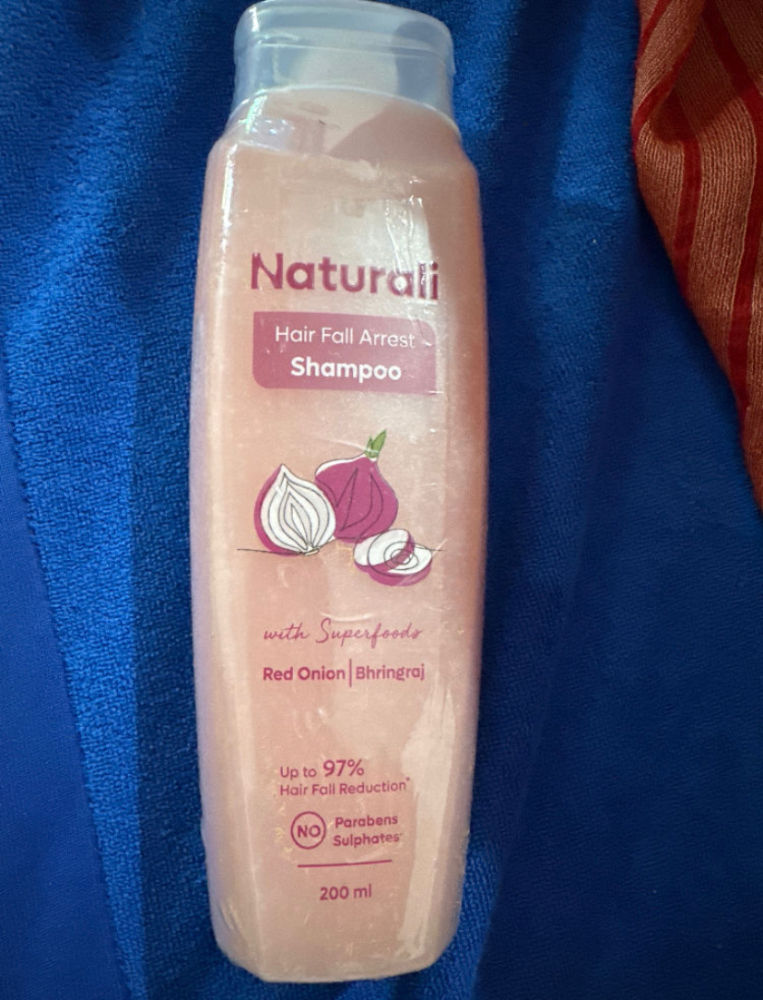 Naturali
Hair Fall Arrest
Shampoo
with Superfoods
Red Onion | Bhringraj
Up to 97%
Hair Fall Reduction*
NO Parabens
Sulphates*
200 ml